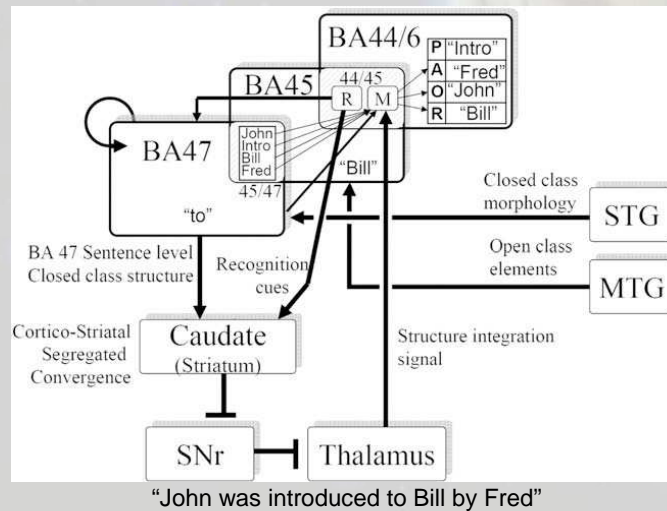 BA44/6
P "Intro"
A "Fred"
O "John"
R "Bill"
BA45
44/45
R
M
BA47
John
Intro
Bill
Fred
45/47
"Bill"
"to"
Closed class
morphology
STG
Open class
elements
MTG
BA 47 Sentence level
Closed class structure
Recognition
cues
Cortico-Striatal
Segregated
Convergence
Caudate
(Striatum)
Structure integration
signal
SNr
Thalamus
"John was introduced to Bill by Fred"